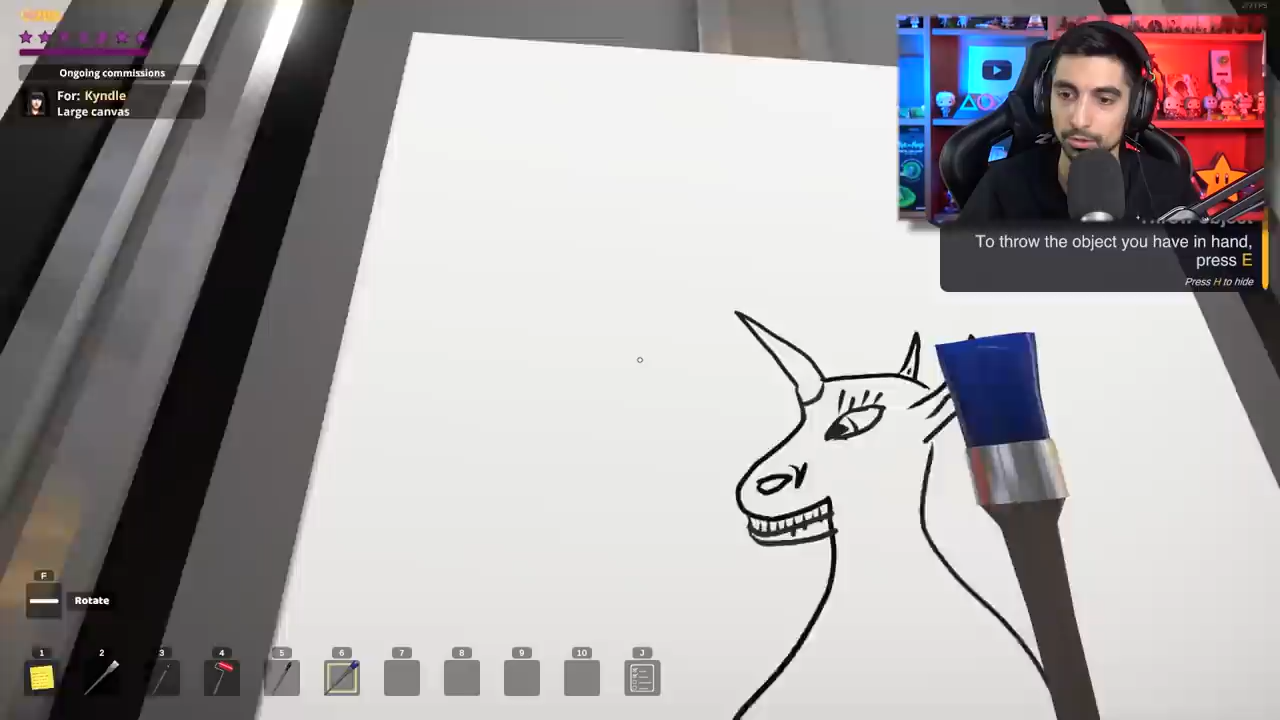 Ongoing commissions
For: Kyndle
Large canvas
To throw the object you have in hand,
press E
Press H to hide
F
Rotate
1
2
3
4
5
6
7
8
9
10
J